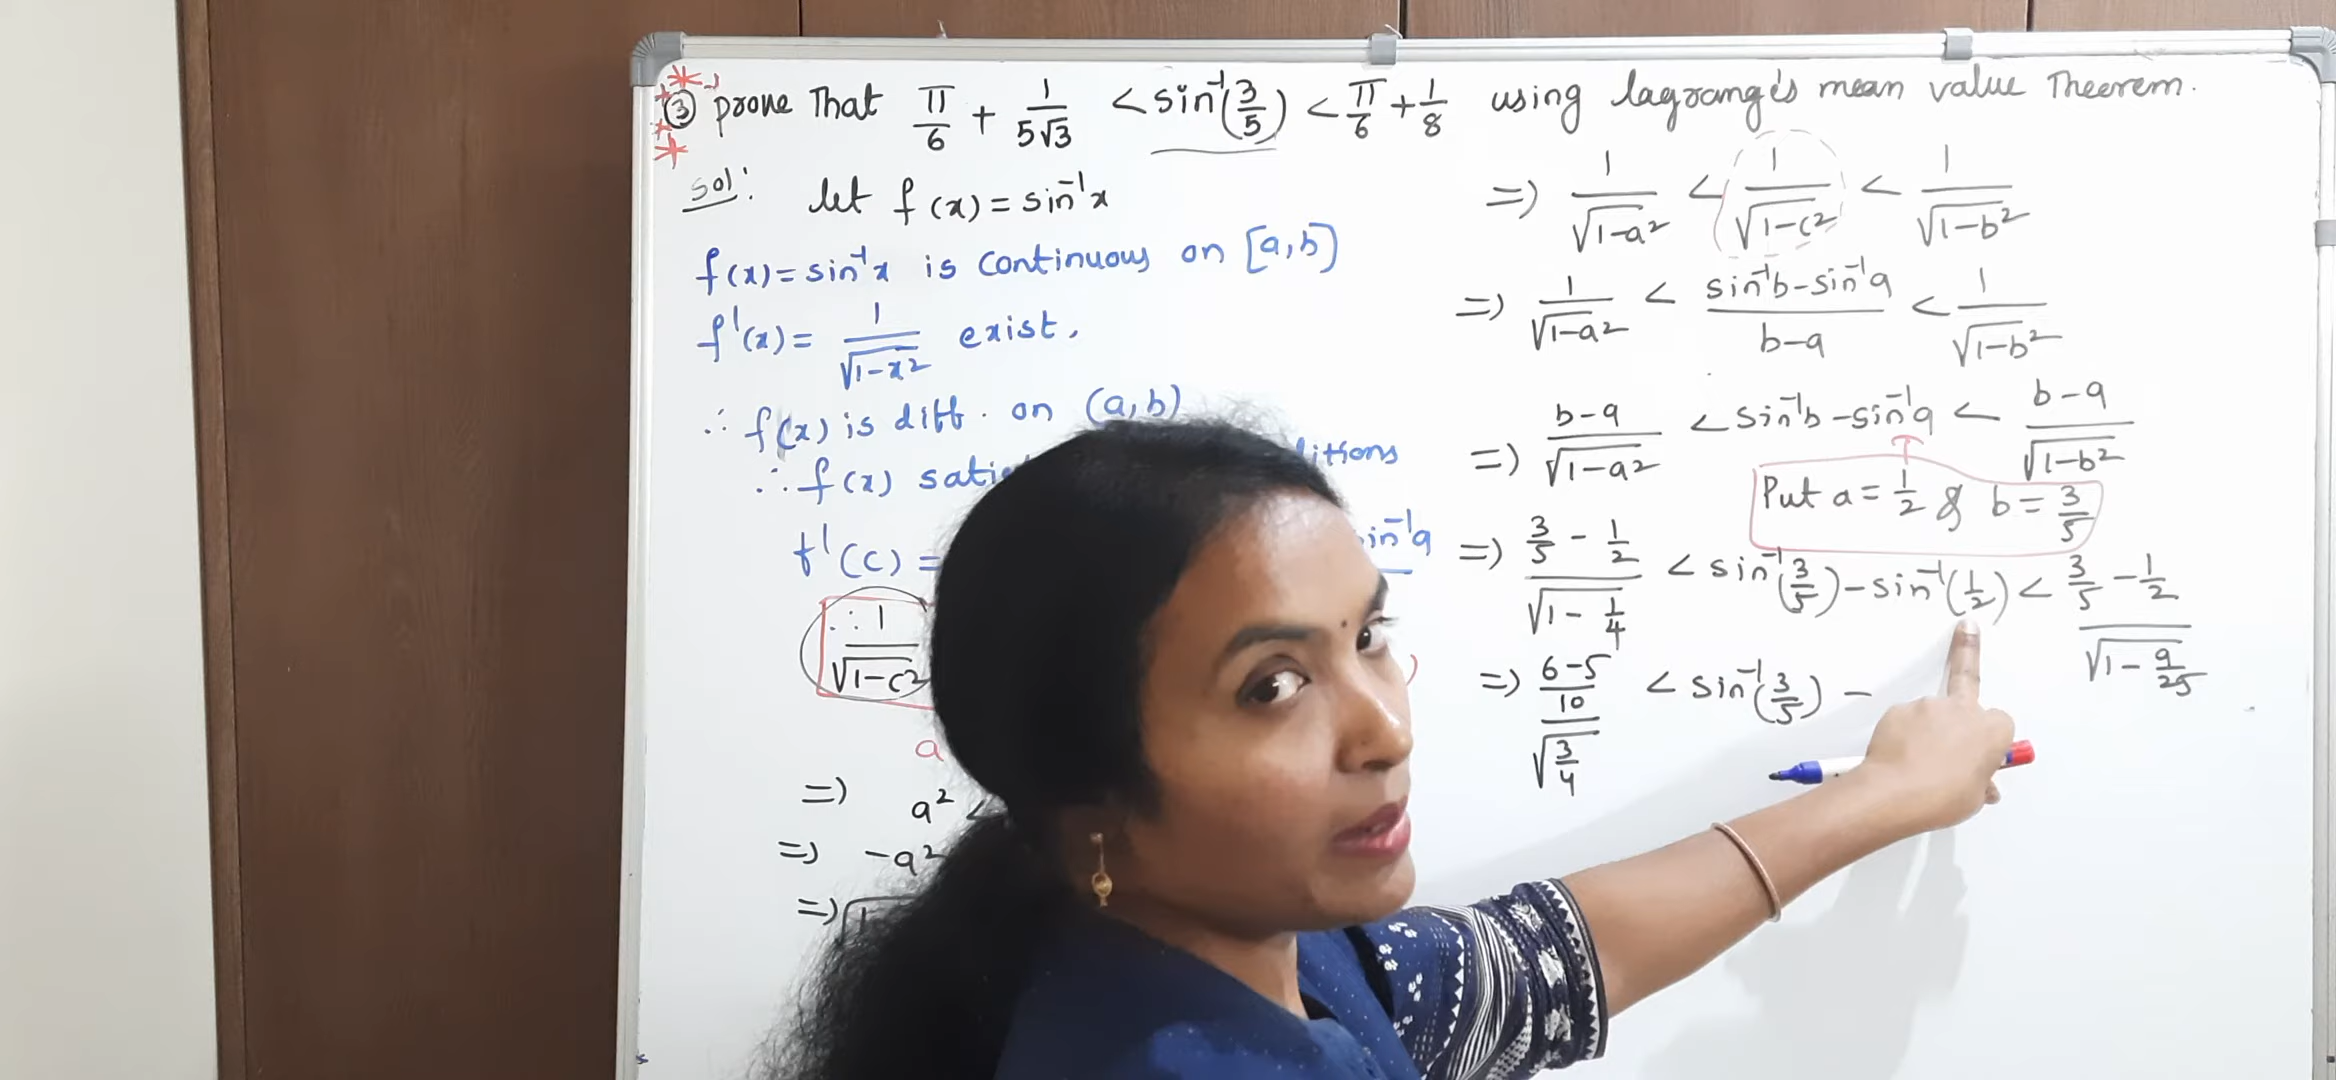 ③ prove That π/6 + 1/5√3 < sin⁻¹(3/5) < π/6 + 1/8 using lagrange's mean value Theorem.
sol: let f(x) = sin⁻¹x
f(x) = sin⁻¹x is continuous on [a,b]
f'(x) = 1/√1-x² exist.
∴ f(x) is diff. on (a,b)
∴ f(x)
f'(c) = sin⁻¹a
∴ 1/√1-c²
a
=) a² <
=) -a²
=)
=) 1/√1-a² < 1/√1-c² < 1/√1-b²
=) 1/√1-a² < sin⁻¹b-sin⁻¹a/b-a < 1/√1-b²
=) b-a/√1-a² < sin⁻¹b - sin⁻¹a < b-a/√1-b²
Put a = 1/2 & b = 3/5
=) 3/5 - 1/2/√1 - 1/4 < sin⁻¹(3/5) - sin⁻¹(1/2) < 3/5 - 1/2/√1 - 9/25
=) 6-5/10/√3/4 < sin⁻¹(3/5) -